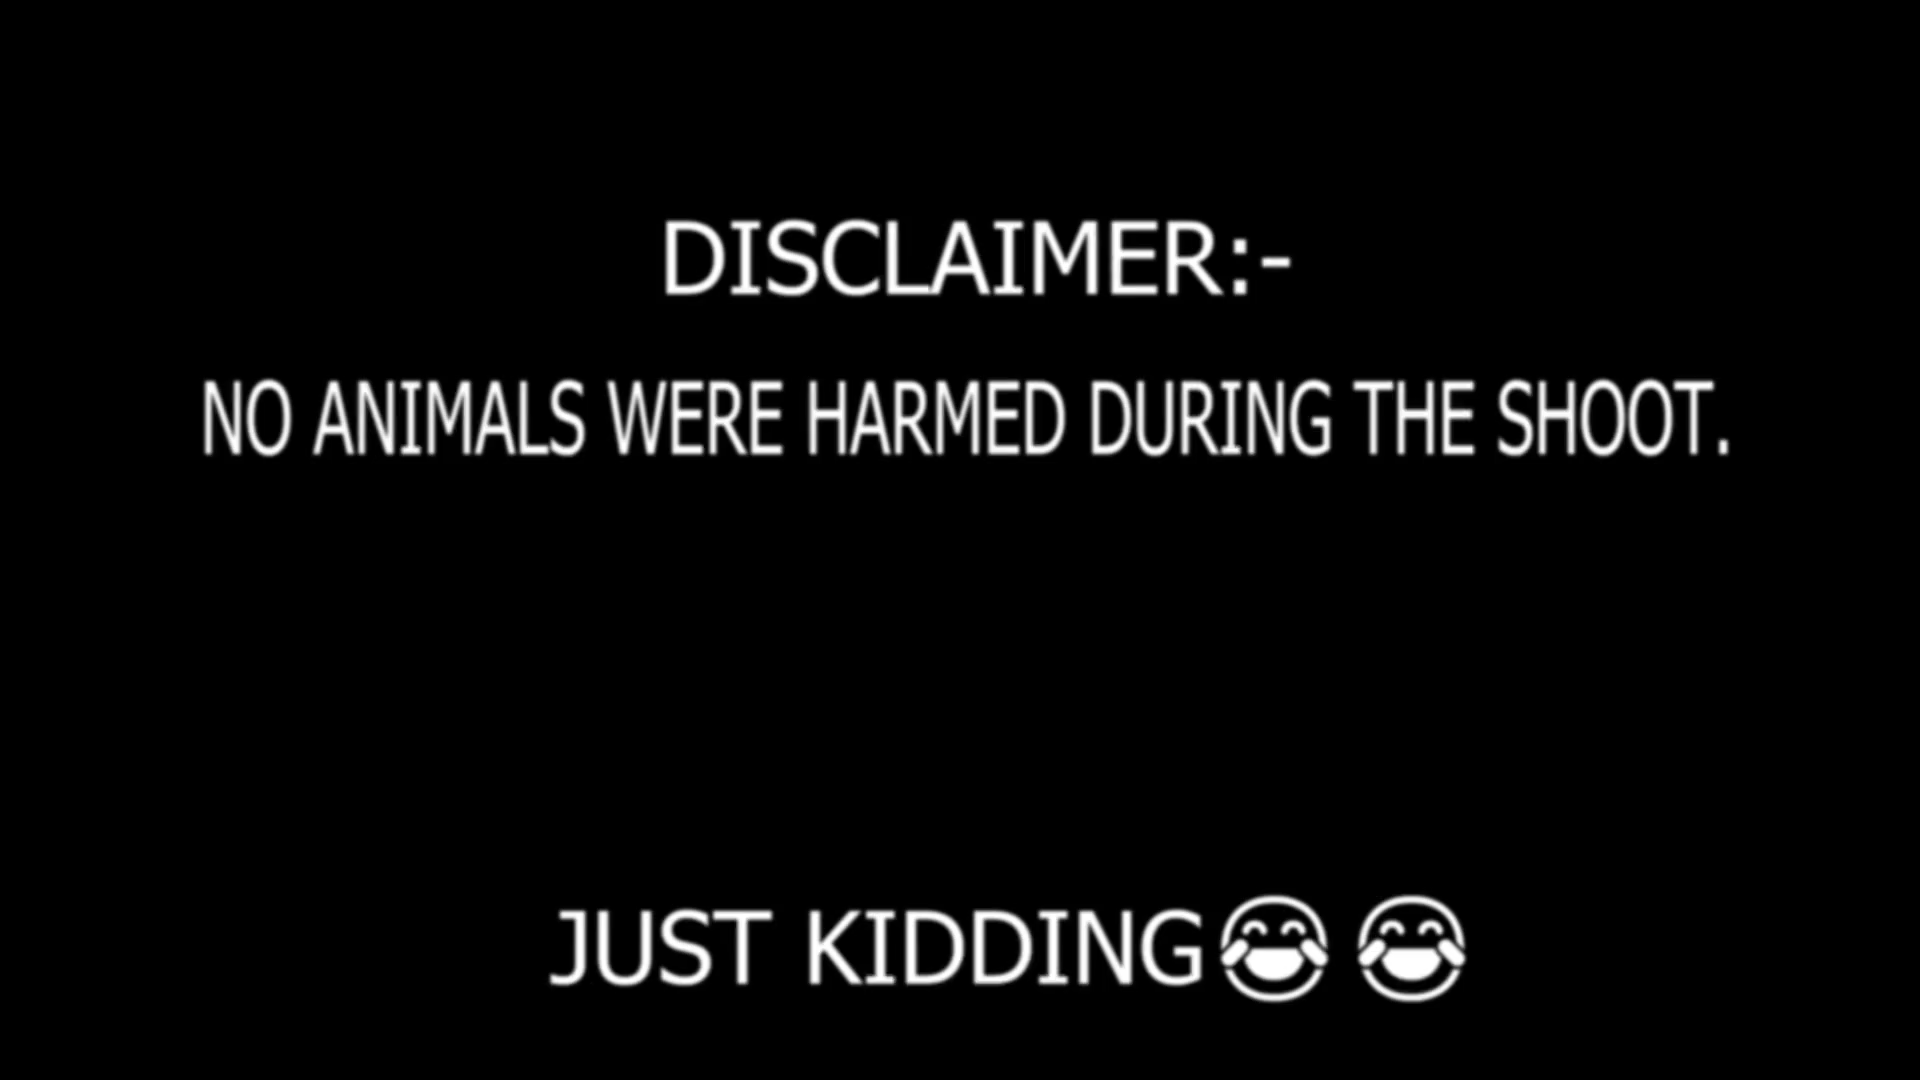 DISCLAIMER:-
NO ANIMALS WERE HARMED DURING THE SHOOT.
JUST KIDDING😂😂